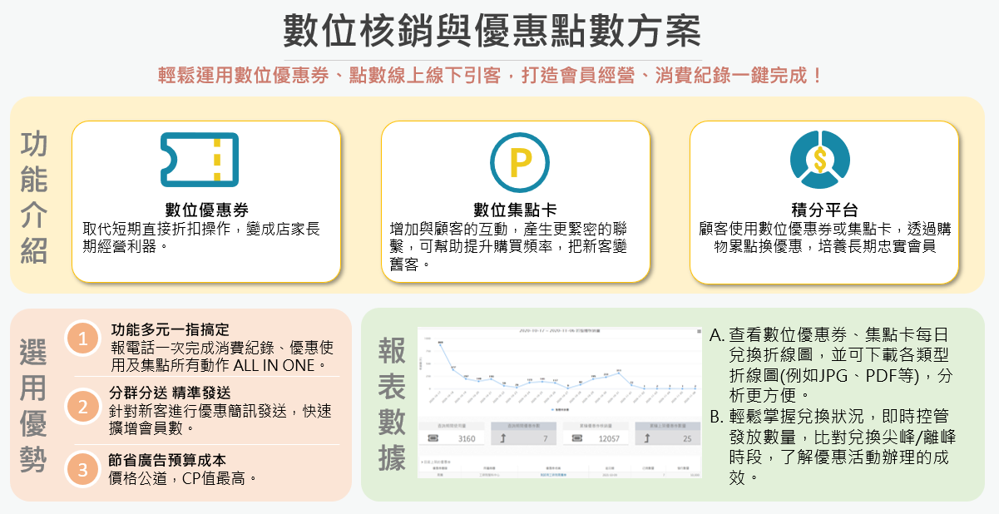 數位核銷與優惠點數方案
輕鬆運用數位優惠券、點數線上線下引客，打造會員經營、消費紀錄一鍵完成！
功能介紹
數位優惠券
取代短期直接折扣操作，變成店家長
期經營利器。
P
數位集點卡
增加與顧客的互動，產生更緊密的聯
繫，可幫助提升購買頻率，把新客變
舊客。
$
積分平台
顧客使用數位優惠券或集點卡，透過購
物累點換優惠，培養長期忠實會員
選用優勢
1
功能多元一指搞定
報電話一次完成消費紀錄、優惠使
用及集點所有動作 ALL IN ONE。
2
分群分送 精準發送
針對新客進行優惠簡訊發送，快速
擴增會員數。
3
節省廣告預算成本
價格公道，CP值最高。
報表數據
3160
7
12057
25
A. 查看數位優惠券、集點卡每日
兌換折線圖，並可下載各類型
折線圖(例如JPG、PDF等)，分
析更方便。
B. 輕鬆掌握兌換狀況，即時控管
發放數量，比對兌換尖峰/離峰
時段，了解優惠活動辦理的成
效。